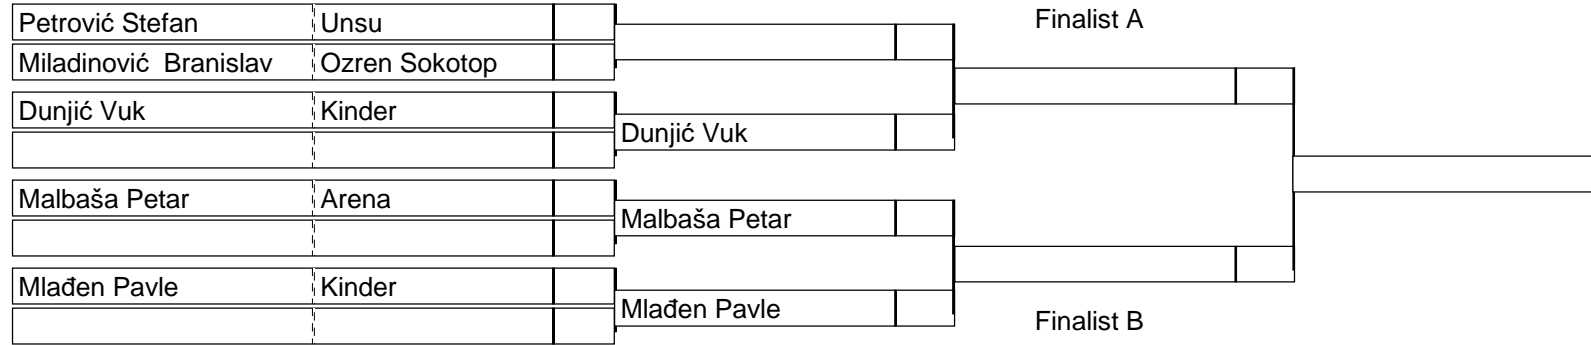 Petrović Stefan Unsu
Miladinović  Branislav Ozren Sokotop
Dunjić Vuk Kinder
Malbaša Petar Arena
Mlađen Pavle Kinder
Dunjić Vuk
Malbaša Petar
Mlađen Pavle
Finalist A
Finalist B